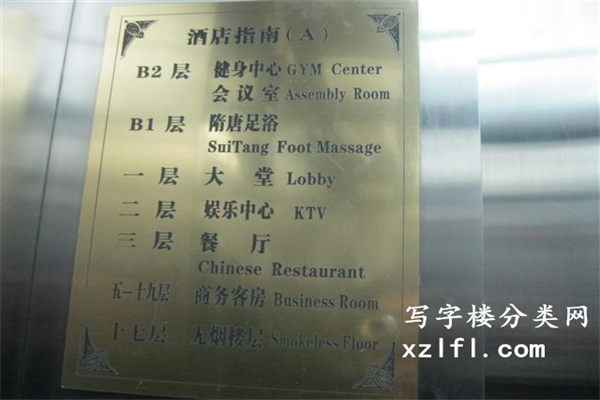 酒店指南(A)
B2 层 健身中心 GYM Center
会议室 Assembly Room
B1 层 隋唐足浴
SuiTang Foot Massage
一层 大堂 Lobby
二层 娱乐中心 KTV
三层 餐厅
Chinese Restaurant
五一十九层 商务客房 Business Room
十七层 无烟楼层 Smokeless Floor
写字楼分类网
xzlfl.com